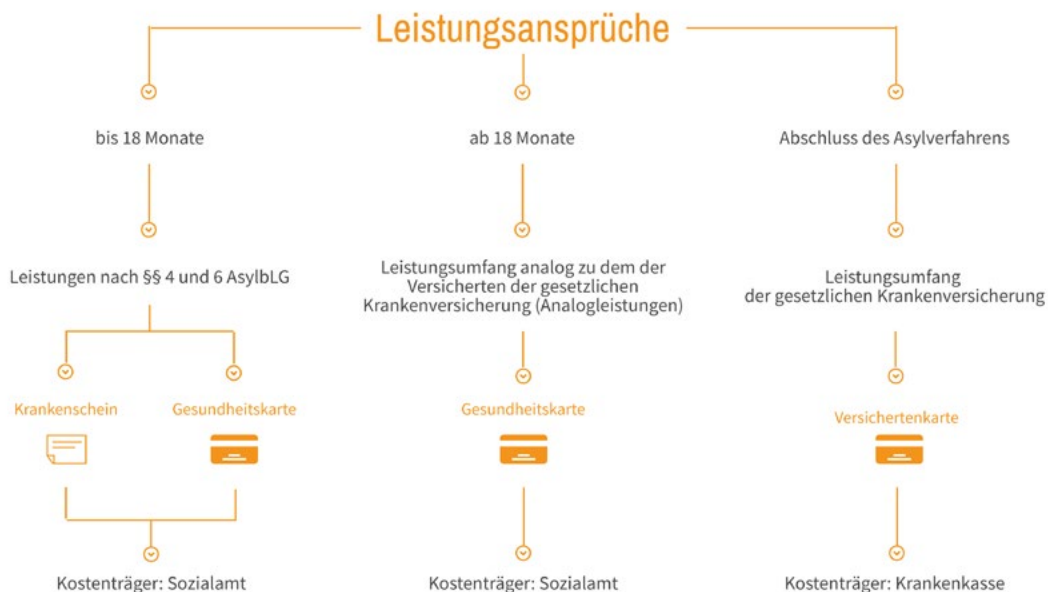 Leistungsansprüche
bis 18 Monate
Leistungen nach §§ 4 und 6 AsylbLG
Krankenschein
Gesundheitskarte
Kostenträger: Sozialamt
ab 18 Monate
Leistungsumfang analog zu dem der
Versicherten der gesetzlichen
Krankenversicherung (Analogleistungen)
Gesundheitskarte
Kostenträger: Sozialamt
Abschluss des Asylverfahrens
Leistungsumfang
der gesetzlichen Krankenversicherung
Versichertenkarte
Kostenträger: Krankenkasse